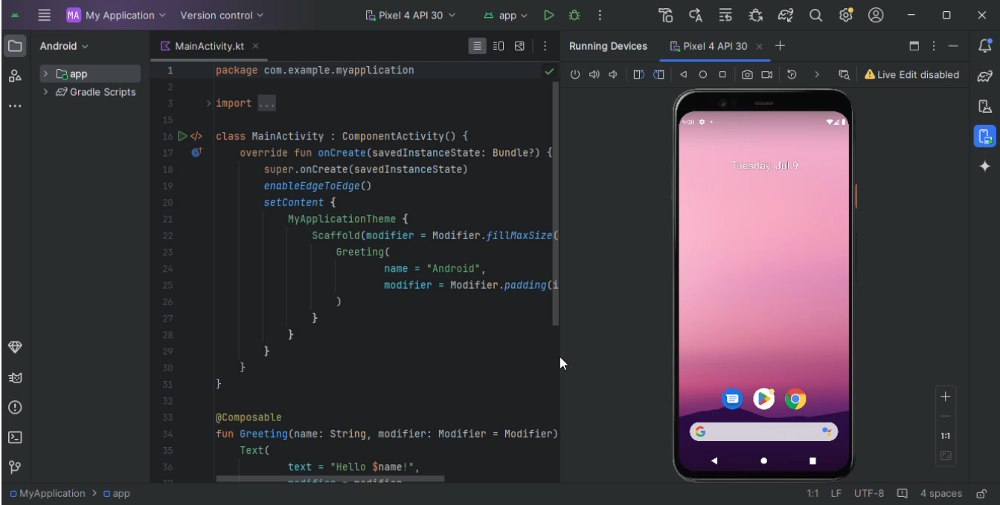 MA My Application Version control Pixel 4 API 30 app
Android
app
Gradle Scripts
MainActivity.kt
1 package com.example.myapplication
2
3 import ...
15
16 class MainActivity : ComponentActivity() {
17 override fun onCreate(savedInstanceState: Bundle?) {
18 super.onCreate(savedInstanceState)
19 enableEdgeToEdge()
20 setContent {
21 MyApplicationTheme {
22 Scaffold(modifier = Modifier.fillMaxSize(
23 Greeting(
24 name = "Android",
25 modifier = Modifier.padding(i
26 )
27 }
28 }
29 }
30 }
31 }
32
33 @Composable
34 fun Greeting(name: String, modifier: Modifier = Modifier)
35 Text(
36 text = "Hello $name!",
modifier = modifier
Running Devices Pixel 4 API 30
Live Edit disabled
9:30
Tuesday, Jul 9
1:1
MyApplication > app
1:1 LF UTF-8 4 spaces